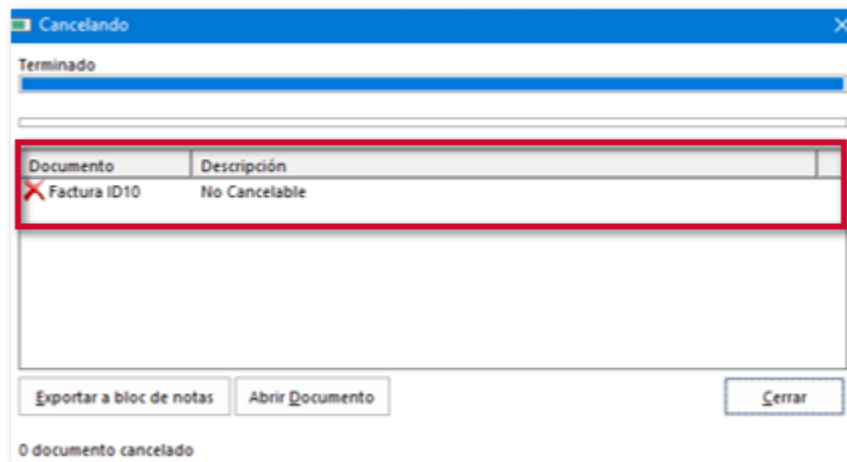 Cancelando
Terminado
Documento Descripción
Factura ID10 No Cancelable
Exportar a bloc de notas Abrir Documento Cerrar
0 documento cancelado